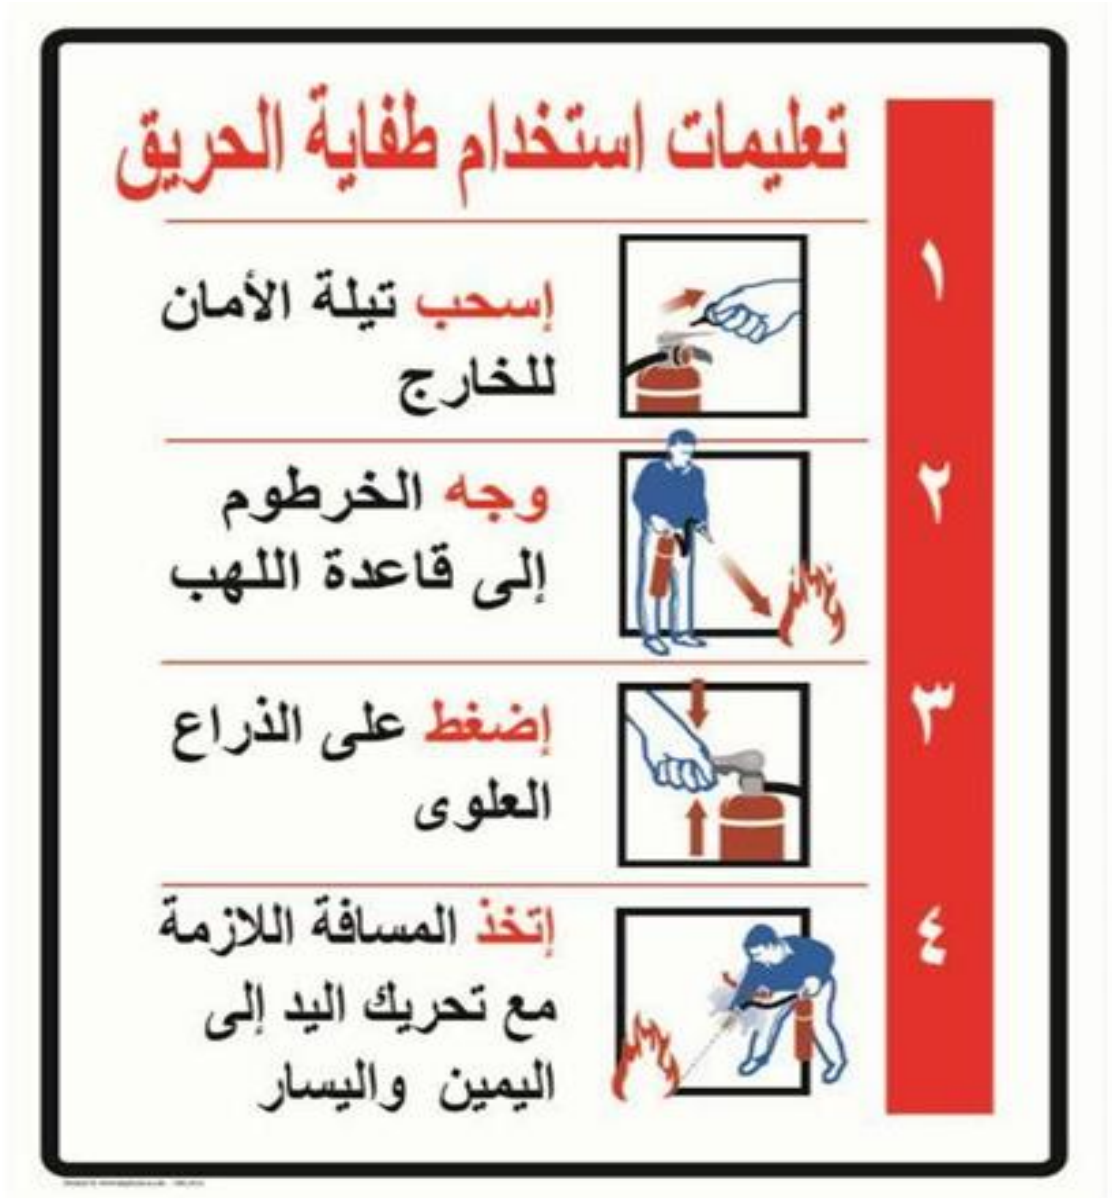 تعليمات استخدام طفاية الحريق
١
إسحب تيلة الأمان
للخارج
٢
وجه الخرطوم
إلى قاعدة اللهب
٣
إضغط على الذراع
العلوى
٤
إتخذ المسافة اللازمة
مع تحريك اليد إلى
اليمين واليسار